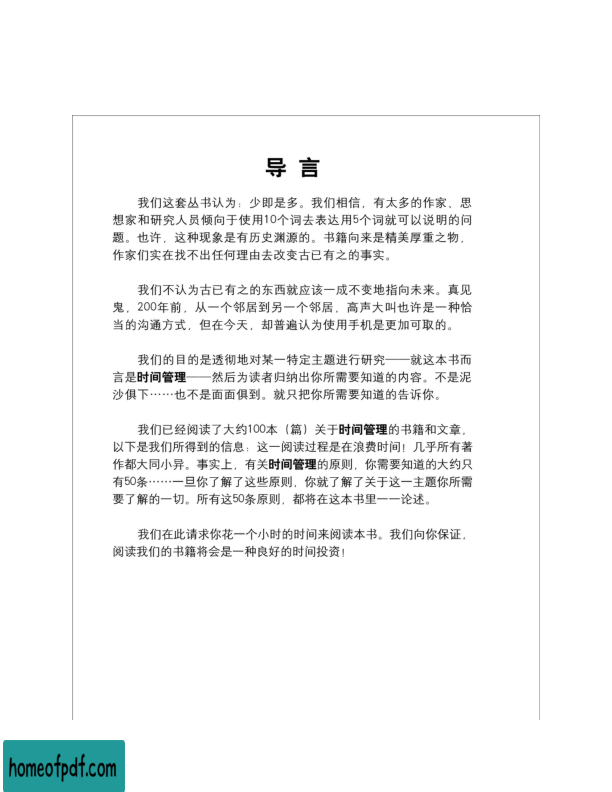 导 言
我们这套丛书认为：少即是多。我们相信，有太多的作家、思
想家和研究人员倾向于使用10个词去表达用5个词就可以说明的问
题。也许，这种现象是有历史渊源的。书籍向来是精美厚重之物，
作家们实在找不出任何理由去改变古已有之的事实。
我们不认为古已有之的东西就应该一成不变地指向未来。真见
鬼，200年前，从一个邻居到另一个邻居，高声大叫也许是一种恰
当的沟通方式，但在今天，却普遍认为使用手机是更加可取的。
我们的目的是透彻地对某一特定主题进行研究——就这本书而
言是时间管理——然后为读者归纳出你所需要知道的内容。不是泥
沙俱下……也不是面面俱到。就只把你所需要知道的告诉你。
我们已经阅读了大约100本（篇）关于时间管理的书籍和文章，
以下是我们所得到的信息：这一阅读过程是在浪费时间！几乎所有著
作都大同小异。事实上，有关时间管理的原则，你需要知道的大约只
有50条……一旦你了解了这些原则，你就了解了关于这一主题你所需
要了解的一切。所有这50条原则，都将在这本书里一一论述。
我们在此请求你花一个小时的时间来阅读本书。我们向你保证，
阅读我们的书籍将会是一种良好的时间投资！
homeofpdf.com